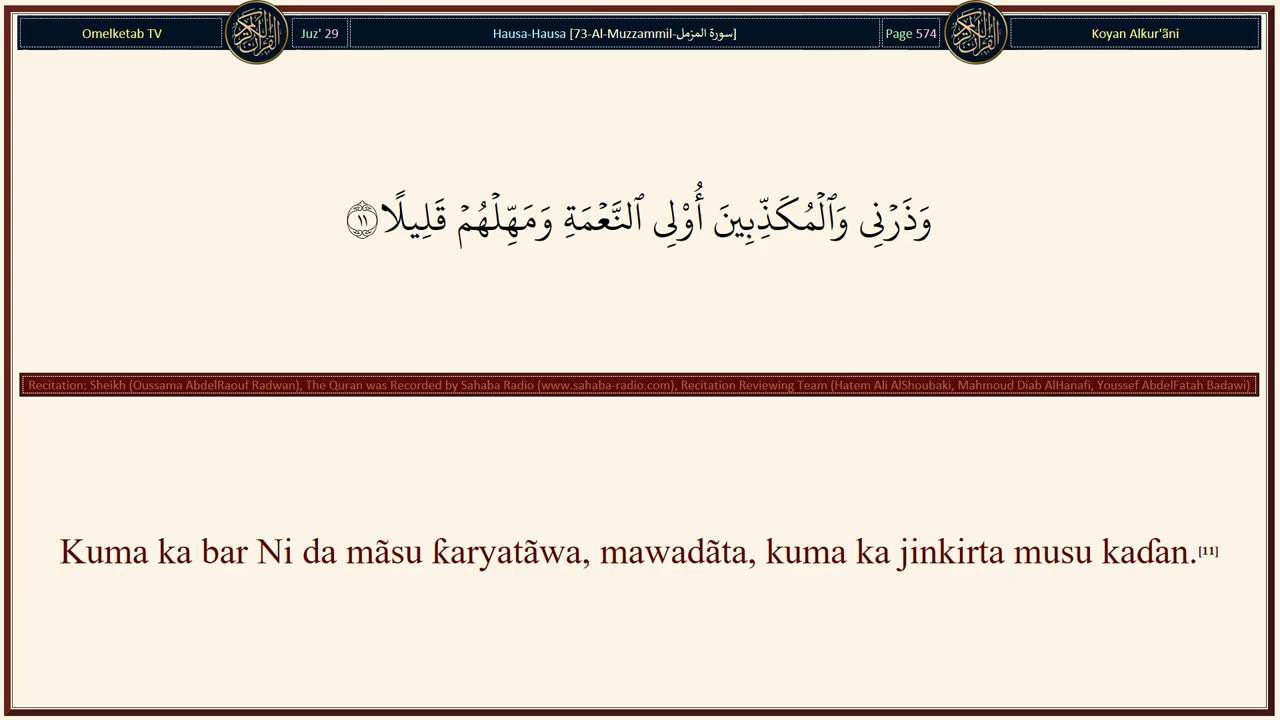 Omelketab TV
Juz' 29
Hausa-Hausa [73-Al-Muzzammil-سورة المزمل]
Page 574
Koyan Alƙur'ãni
وَذَرۡنِي وَٱلۡمُكَذِّبِينَ أُوْلِي ٱلنَّعۡمَةِ وَمَهِّلۡهُمۡ قَلِيلًا ١١
Recitation: Sheikh (Oussama AbdelRaouf Radwan), The Quran was Recorded by Sahaba Radio (www.sahaba-radio.com), Recitation Reviewing Team (Hatem Ali AlShoubaki, Mahmoud Diab AlHanafi, Youssef AbdelFatah Badawi)
Kuma ka bar Ni da mãsu ƙaryatãwa, mawadãta, kuma ka jinkirta musu kaɗan.[11]